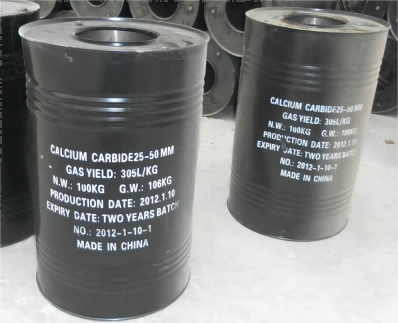 CALCIUM CARBIDE25-50 MM
GAS YIELD: 305L/KG
N.W.: 100KG G.W.: 106KG
PRODUCTION DATE: 2012.1.10
EXPIRY DATE: TWO YEARS BATCH
NO.: 2012-1-10-1
MADE IN CHINA
CALCIUM CARBIDE25-50 MM
GAS YIELD: 305L/KG
N.W.: 100KG G.W.: 106KG
PRODUCTION DATE: 2012.1.10
EXPIRY DATE: TWO YEARS BATCH
NO.: 2012-1-10-1
MADE IN CHINA